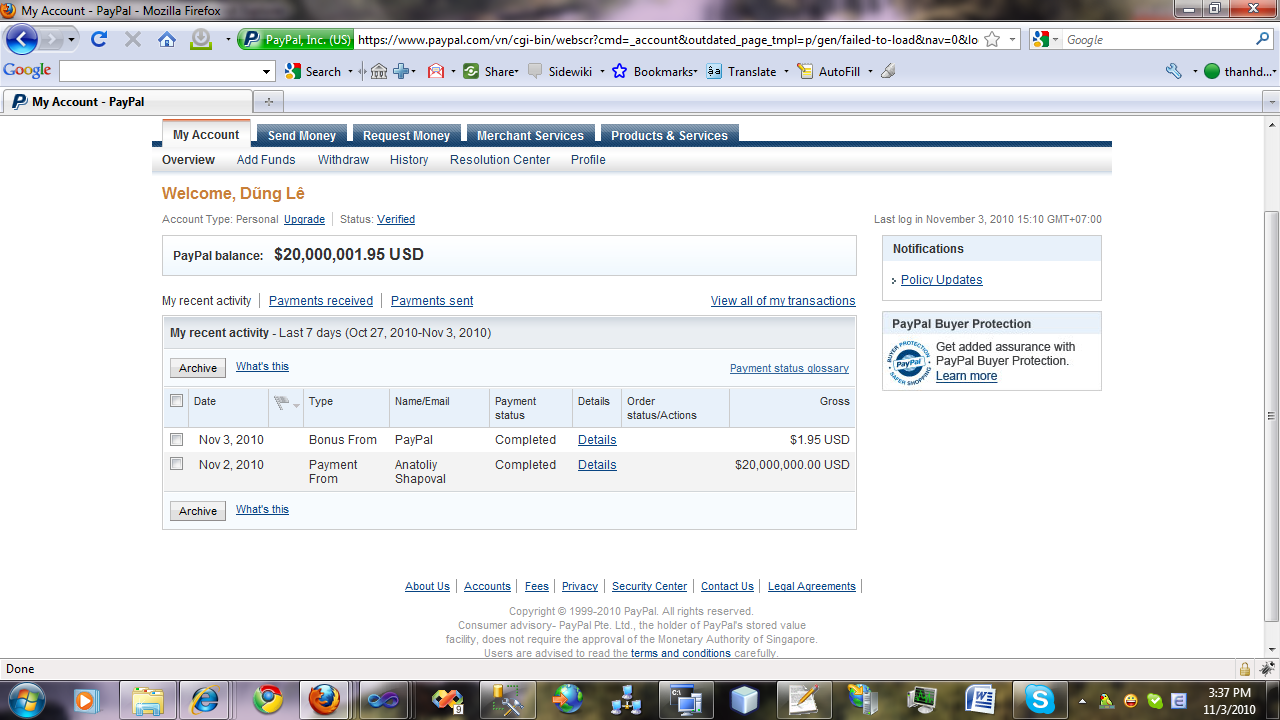 My Account - PayPal - Mozilla Firefox
PayPal, Inc. (US) https://www.paypal.com/vn/cgi-bin/webscr?cmd=_account&outdated_page_tmpl=p/gen/failed-to-load&nav=0&lo
Google
Google Search Share Sidewiki Bookmarks Translate AutoFill thanhd...
My Account - PayPal
My Account Send Money Request Money Merchant Services Products & Services
Overview Add Funds Withdraw History Resolution Center Profile
Welcome, Dũng Lê
Account Type: Personal Upgrade Status: Verified
Last log in November 3, 2010 15:10 GMT+07:00
PayPal balance: $20,000,001.95 USD
Notifications
Policy Updates
My recent activity Payments received Payments sent View all of my transactions
PayPal Buyer Protection
BUYER PROTECTION PayPal SAFER SHOPPING
Get added assurance with
PayPal Buyer Protection.
Learn more
My recent activity - Last 7 days (Oct 27, 2010-Nov 3, 2010)
Archive What's this Payment status glossary
Date Type Name/Email Payment status Details Order status/Actions Gross
Nov 3, 2010 Bonus From PayPal Completed Details $1.95 USD
Nov 2, 2010 Payment From Anatoliy Shapoval Completed Details $20,000,000.00 USD
Archive What's this
About Us Accounts Fees Privacy Security Center Contact Us Legal Agreements
Copyright © 1999-2010 PayPal. All rights reserved.
Consumer advisory- PayPal Pte. Ltd., the holder of PayPal's stored value
facility, does not require the approval of the Monetary Authority of Singapore.
Users are advised to read the terms and conditions carefully.
Done
9
3:37 PM
11/3/2010